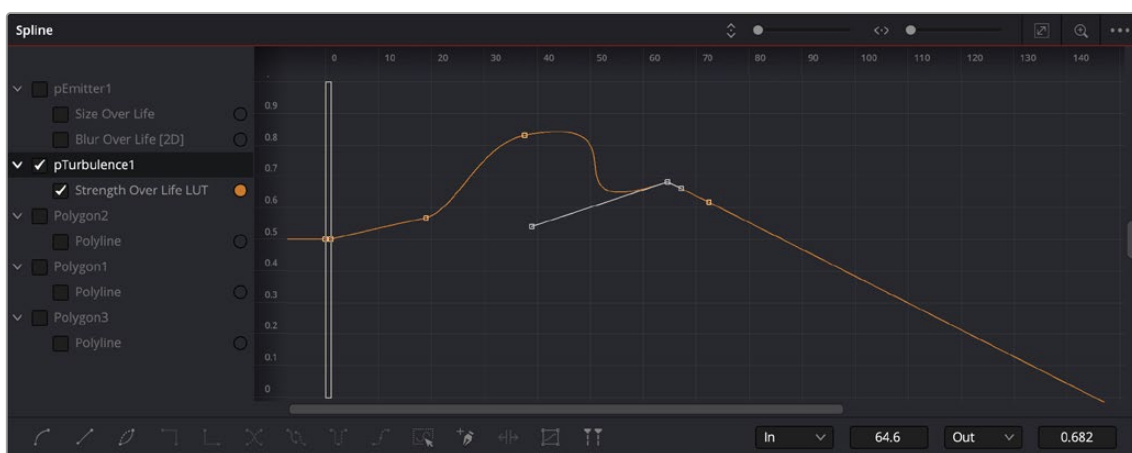 Spline
0 10 20 30 40 50 60 70 80 90 100 110 120 130 140
pEmitter1
Size Over Life
Blur Over Life [2D]
pTurbulence1
Strength Over Life LUT
Polygon2
Polyline
Polygon1
Polyline
Polygon3
Polyline
0.9
0.8
0.7
0.6
0.5
0.4
0.3
0.2
0.1
0
In 64.6 Out 0.682